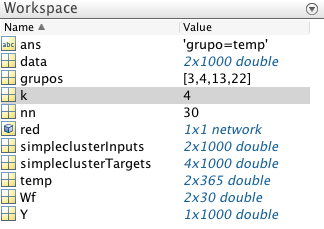 Workspace
Name Value
abc ans 'grupo=temp'
data 2x1000 double
grupos [3,4,13,22]
k 4
nn 30
red 1x1 network
simpleclusterInputs 2x1000 double
simpleclusterTargets 4x1000 double
temp 2x365 double
Wf 2x30 double
Y 1x1000 double